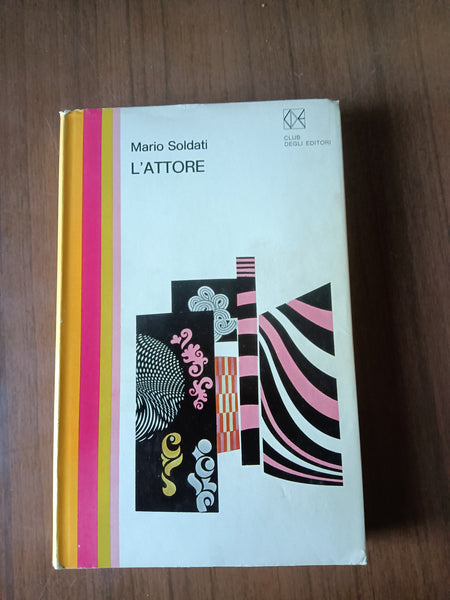 Mario Soldati
L'ATTORE
CLUB
DEGLI EDITORI